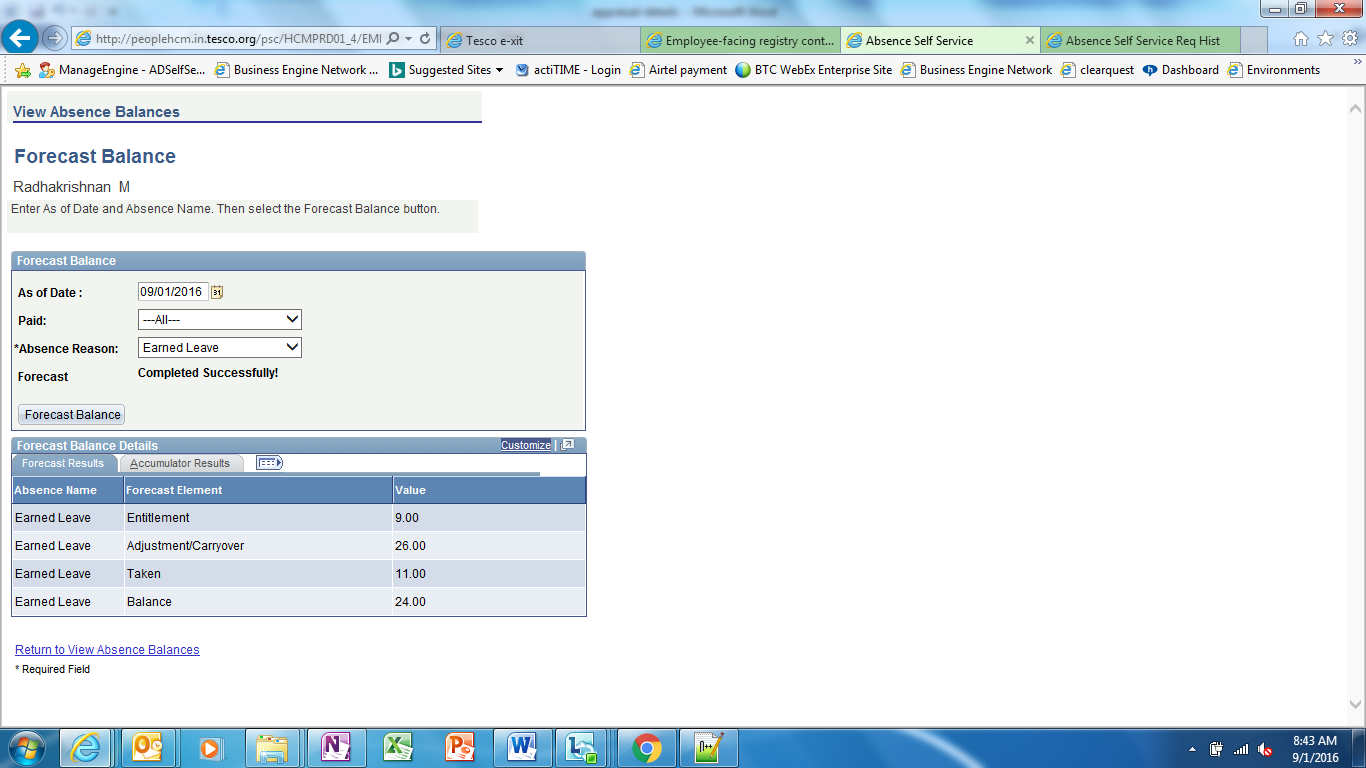 appraisal details - Microsoft Word
http://peoplehcm.in.tesco.org/psc/HCMPRD01_4/EMI
Tesco e-xit
Employee-facing registry cont...
Absence Self Service
Absence Self Service Req Hist
ManageEngine - ADSelfSe...
Business Engine Network ...
Suggested Sites
actiTIME - Login
Airtel payment
BTC WebEx Enterprise Site
Business Engine Network
clearquest
Dashboard
Environments
View Absence Balances
Forecast Balance
Radhakrishnan M
Enter As of Date and Absence Name. Then select the Forecast Balance button.
Forecast Balance
As of Date : 09/01/2016 31
Paid: ---All---
*Absence Reason: Earned Leave
Forecast Completed Successfully!
Forecast Balance
Forecast Balance Details Customize |
Forecast Results Accumulator Results
Absence Name Forecast Element Value
Earned Leave Entitlement 9.00
Earned Leave Adjustment/Carryover 26.00
Earned Leave Taken 11.00
Earned Leave Balance 24.00
Return to View Absence Balances
* Required Field
8:43 AM
9/1/2016